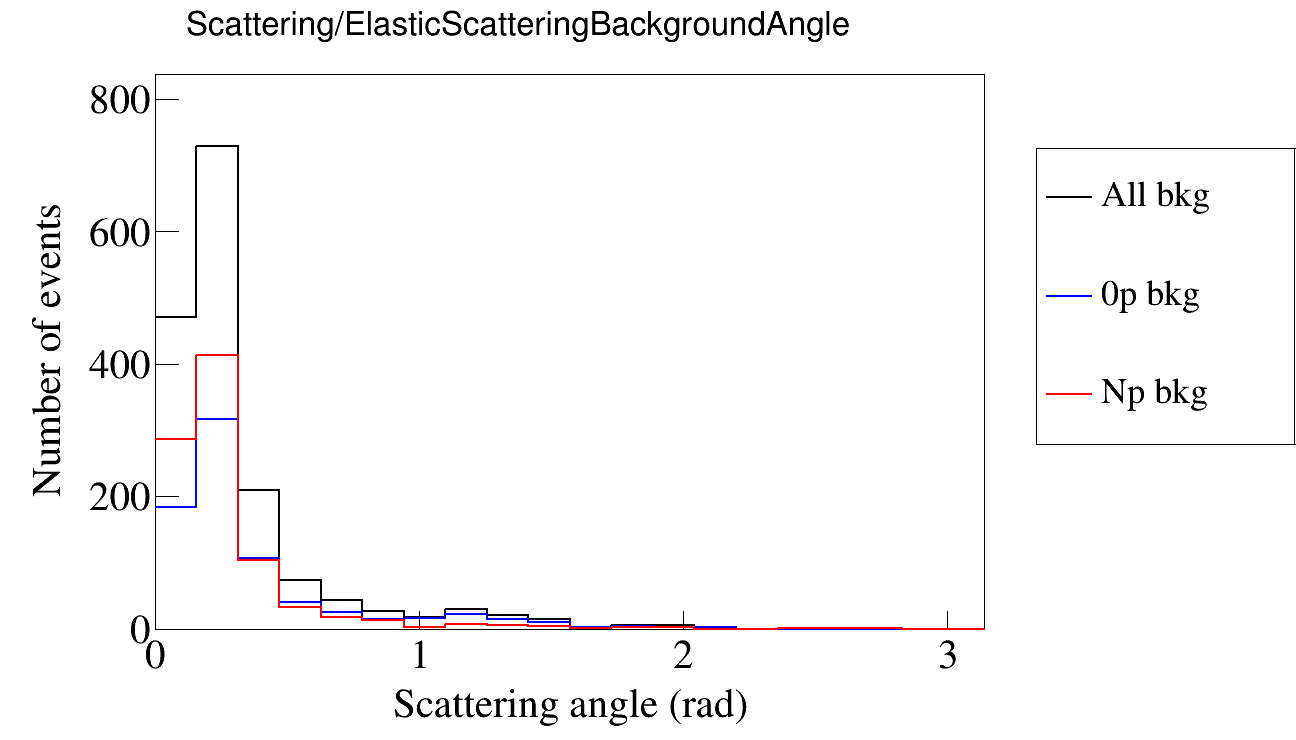 Scattering/ElasticScatteringBackgroundAngle
800
600
400
200
0
Number of events
0 1 2 3
Scattering angle (rad)
All bkg
0p bkg
Np bkg